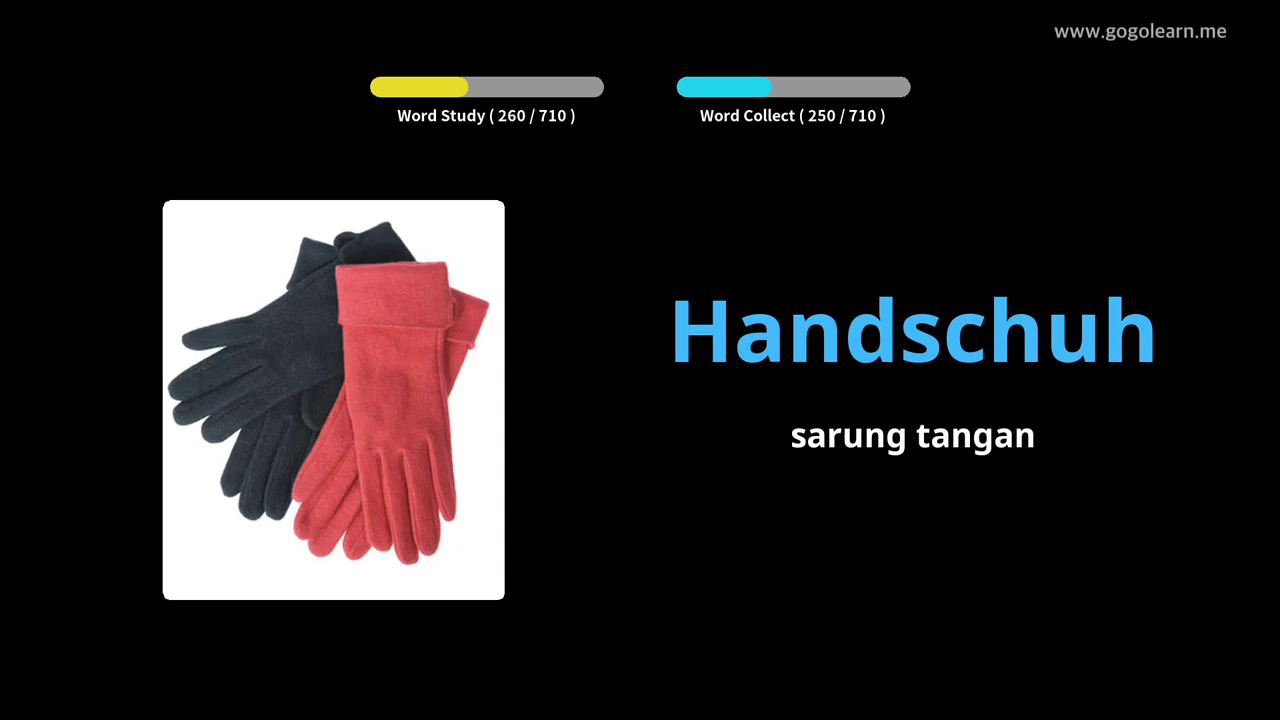 www.gogolearn.me
Word Study ( 260 / 710 )
Word Collect ( 250 / 710 )
Handschuh
sarung tangan